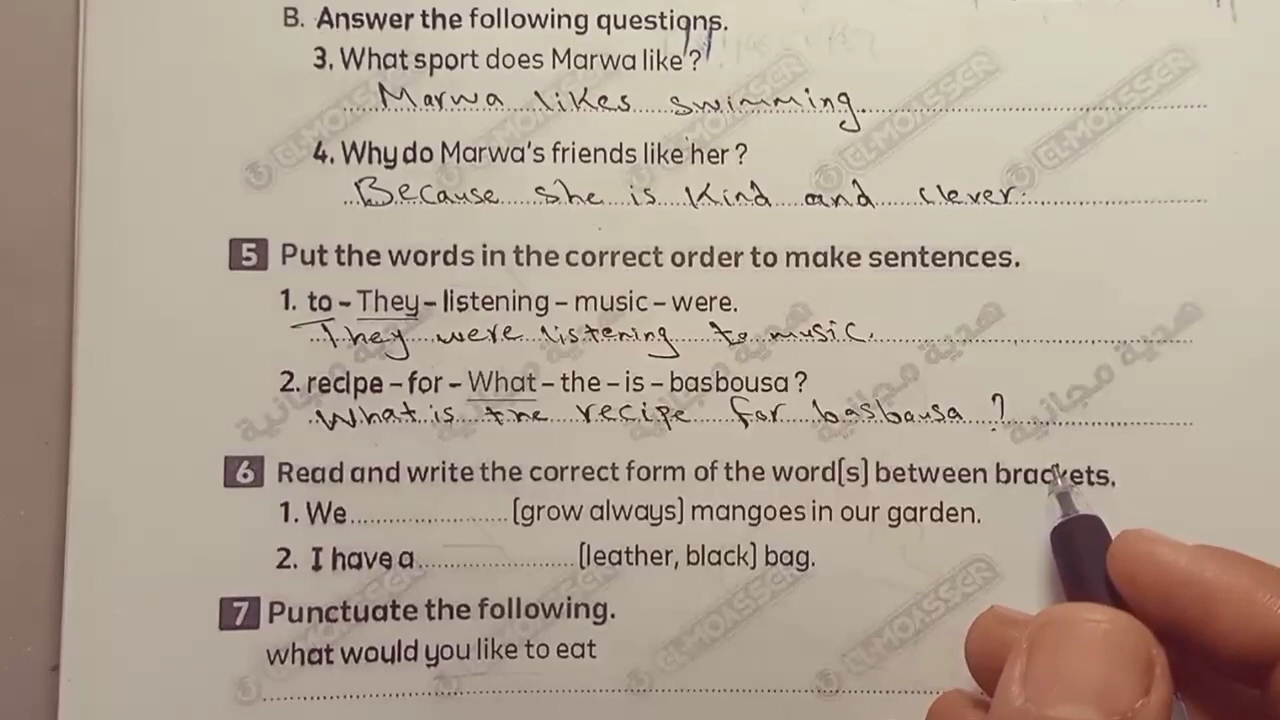 B. Answer the following questions.
3. What sport does Marwa like?
Marwa likes swimming.
4. Why do Marwa's friends like her?
Because she is kind and clever.
5 Put the words in the correct order to make sentences.
1. to – They – listening – music – were.
They were listening to music.
2. recipe – for – What – the – is – basbousa?
What is the recipe for basbousa ?
6 Read and write the correct form of the word[s] between brackets.
1. We ...................... [grow always] mangoes in our garden.
2. I have a ...................... [leather, black] bag.
7 Punctuate the following.
what would you like to eat
EL-MOASSER
هدية مجانية